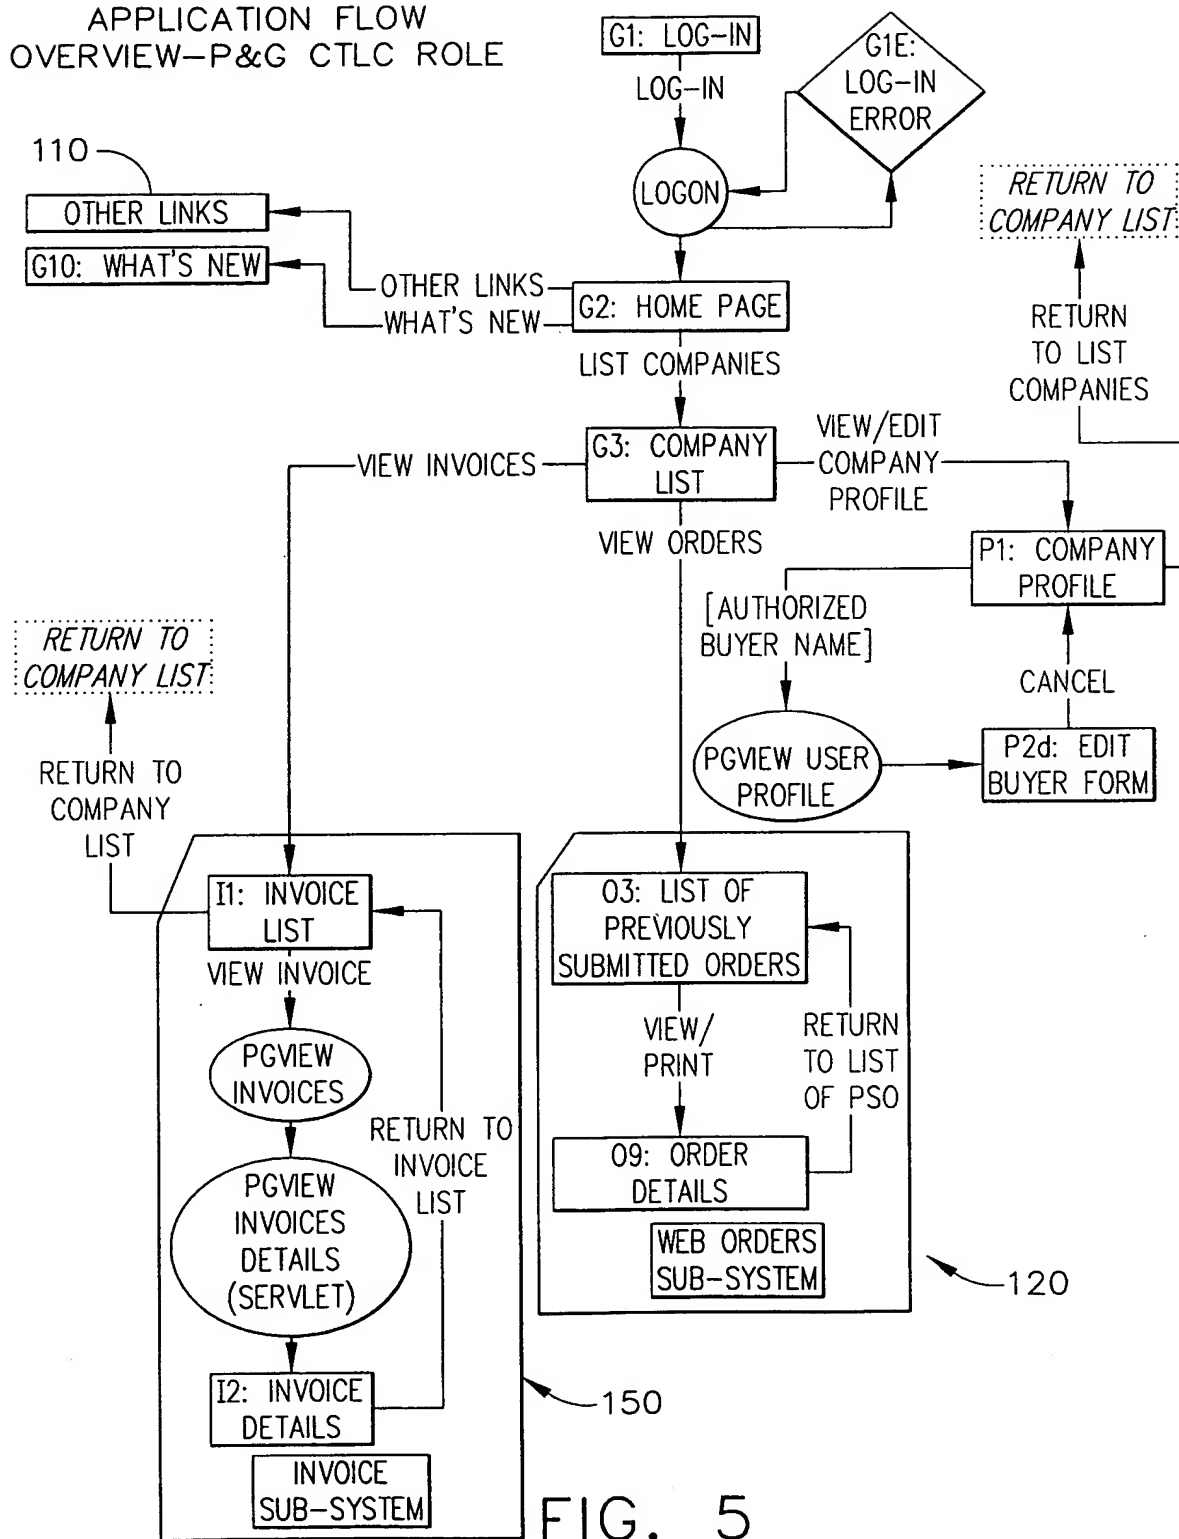 APPLICATION FLOW
OVERVIEW–P&G CTLC ROLE
G1: LOG–IN
G1E:
LOG–IN
ERROR
LOG–IN
110
LOGON
OTHER LINKS
RETURN TO
COMPANY LIST
G10: WHAT'S NEW
OTHER LINKS
WHAT'S NEW
G2: HOME PAGE
RETURN
TO LIST
COMPANIES
LIST COMPANIES
G3: COMPANY
LIST
VIEW INVOICES
VIEW/EDIT
COMPANY
PROFILE
VIEW ORDERS
P1: COMPANY
PROFILE
[AUTHORIZED
BUYER NAME]
RETURN TO
COMPANY LIST
CANCEL
PGVIEW USER
PROFILE
P2d: EDIT
BUYER FORM
RETURN TO
COMPANY
LIST
I1: INVOICE
LIST
O3: LIST OF
PREVIOUSLY
SUBMITTED ORDERS
VIEW INVOICE
VIEW/
PRINT
RETURN
TO LIST
OF PSO
PGVIEW
INVOICES
RETURN TO
INVOICE
LIST
O9: ORDER
DETAILS
PGVIEW
INVOICES
DETAILS
(SERVLET)
WEB ORDERS
SUB–SYSTEM
120
I2: INVOICE
DETAILS
150
INVOICE
SUB–SYSTEM
FIG. 5